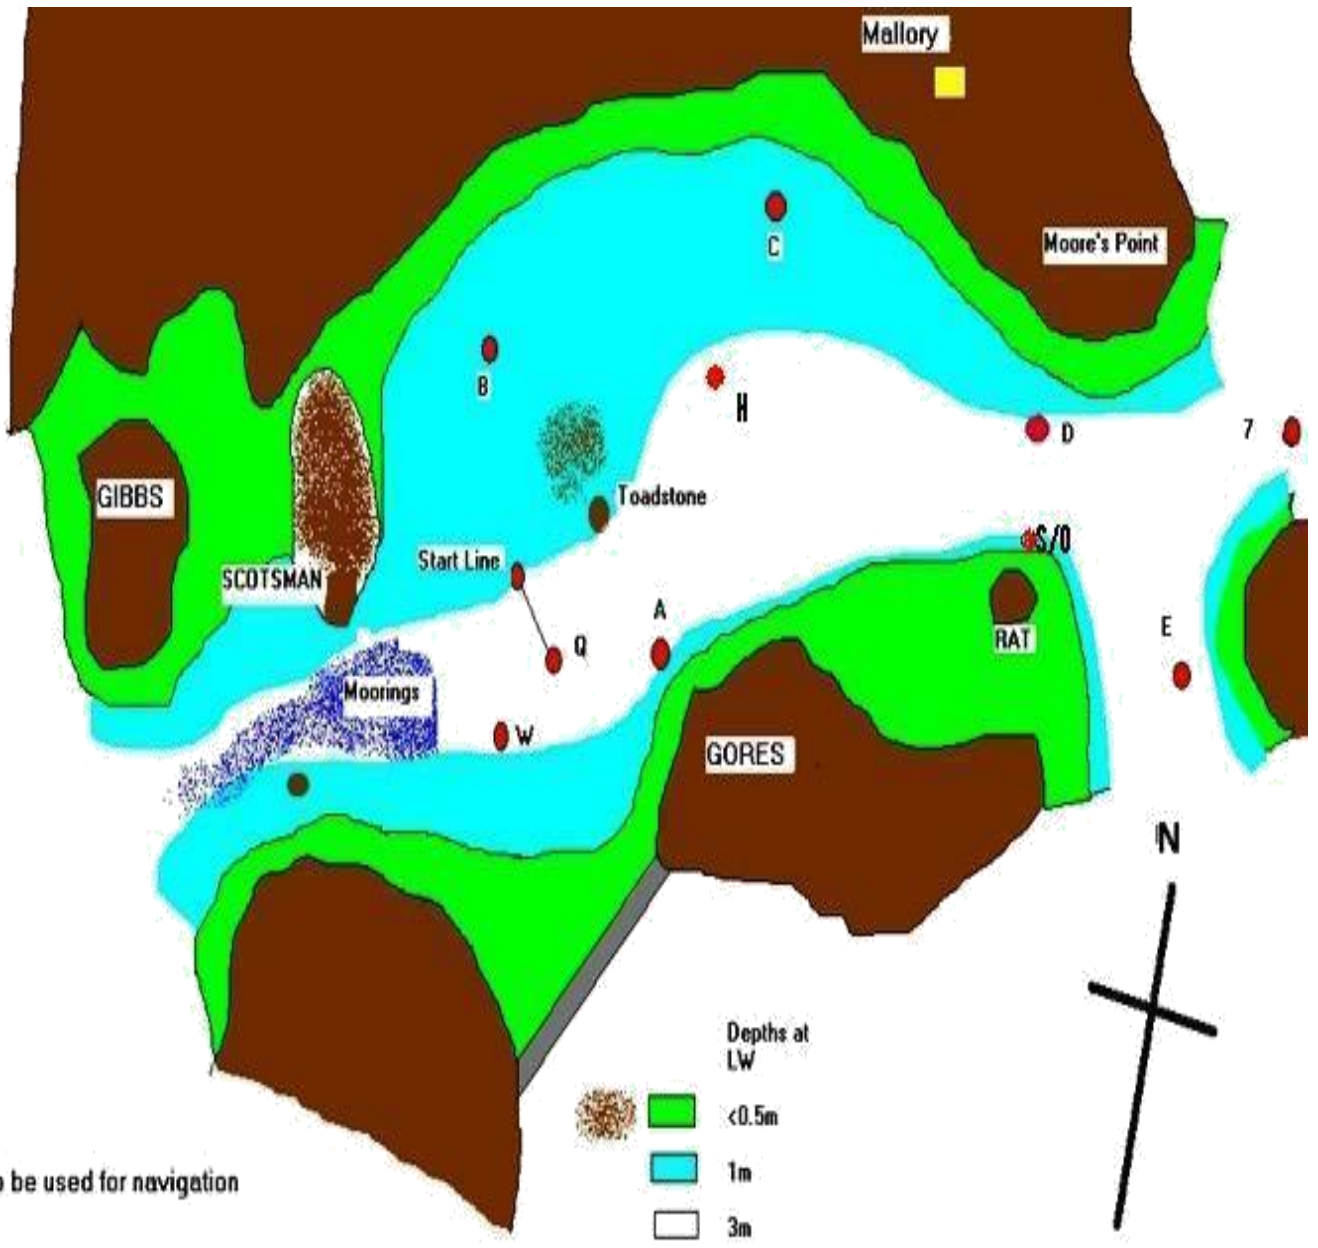 Mallory
C
Moore's Point
B
H
D
7
GIBBS
Toadstone
Start Line
S/O
SCOTSMAN
A
RAT
E
Q
Moorings
W
GORES
N
Depths at
LW
<0.5m
1m
3m
be used for navigation